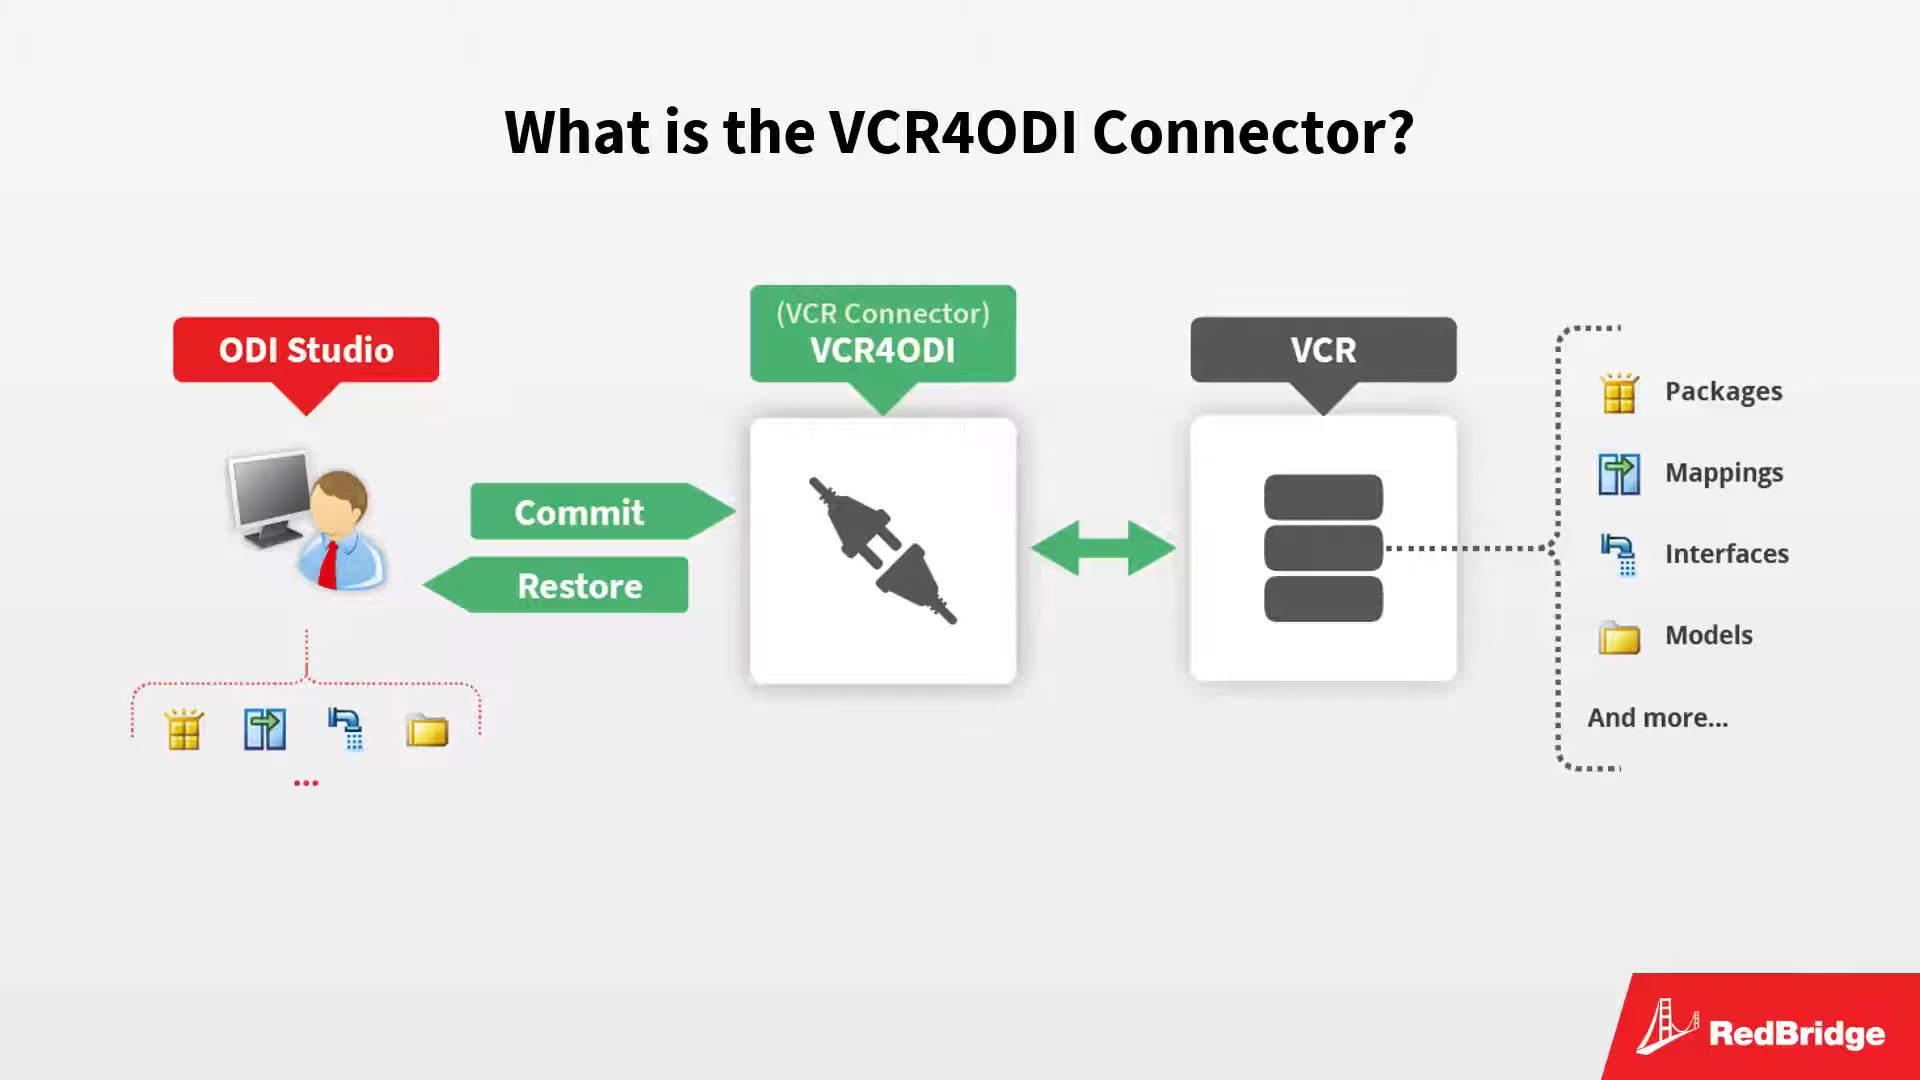 What is the VCR4ODI Connector?
ODI Studio
(VCR Connector)
VCR4ODI
VCR
Commit
Restore
Packages
Mappings
Interfaces
Models
And more...
...
RedBridge